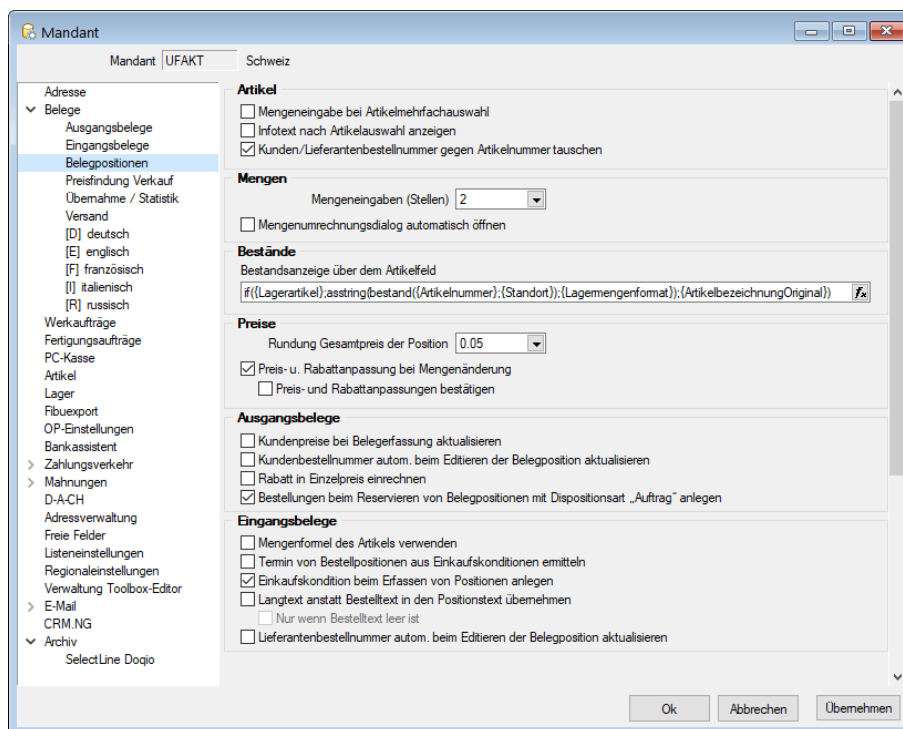 Mandant
Mandant UFAKT Schweiz
Adresse
Belege
Ausgangsbelege
Eingangsbelege
Belegpositionen
Preisfindung Verkauf
Übernahme / Statistik
Versand
[D] deutsch
[E] englisch
[F] französisch
[I] italienisch
[R] russisch
Werkaufträge
Fertigungsaufträge
PC-Kasse
Artikel
Lager
Fibuexport
OP-Einstellungen
Bankassistent
Zahlungsverkehr
Mahnungen
D-A-CH
Adressverwaltung
Freie Felder
Listeneinstellungen
Regionaleinstellungen
Verwaltung Toolbox-Editor
E-Mail
CRM.NG
Archiv
SelectLine Doqio
Artikel
Mengeneingabe bei Artikelmehrfachauswahl
Infotext nach Artikelauswahl anzeigen
Kunden/Lieferantenbestellnummer gegen Artikelnummer tauschen
Mengen
Mengeneingaben (Stellen) 2
Mengenumrechnungsdialog automatisch öffnen
Bestände
Bestandsanzeige über dem Artikelfeld
if({Lagerartikel};asstring(bestand({Artikelnummer};{Standort});{Lagermengenformat});{ArtikelbezeichnungOriginal}) fx
Preise
Rundung Gesamtpreis der Position 0.05
Preis- u. Rabattanpassung bei Mengenänderung
Preis- und Rabattanpassungen bestätigen
Ausgangsbelege
Kundenpreise bei Belegerfassung aktualisieren
Kundenbestellnummer autom. beim Editieren der Belegposition aktualisieren
Rabatt in Einzelpreis einrechnen
Bestellungen beim Reservieren von Belegpositionen mit Dispositionsart „Auftrag" anlegen
Eingangsbelege
Mengenformel des Artikels verwenden
Termin von Bestellpositionen aus Einkaufskonditionen ermitteln
Einkaufskondition beim Erfassen von Positionen anlegen
Langtext anstatt Bestelltext in den Positionstext übernehmen
Nur wenn Bestelltext leer ist
Lieferantenbestellnummer autom. beim Editieren der Belegposition aktualisieren
Ok Abbrechen Übernehmen